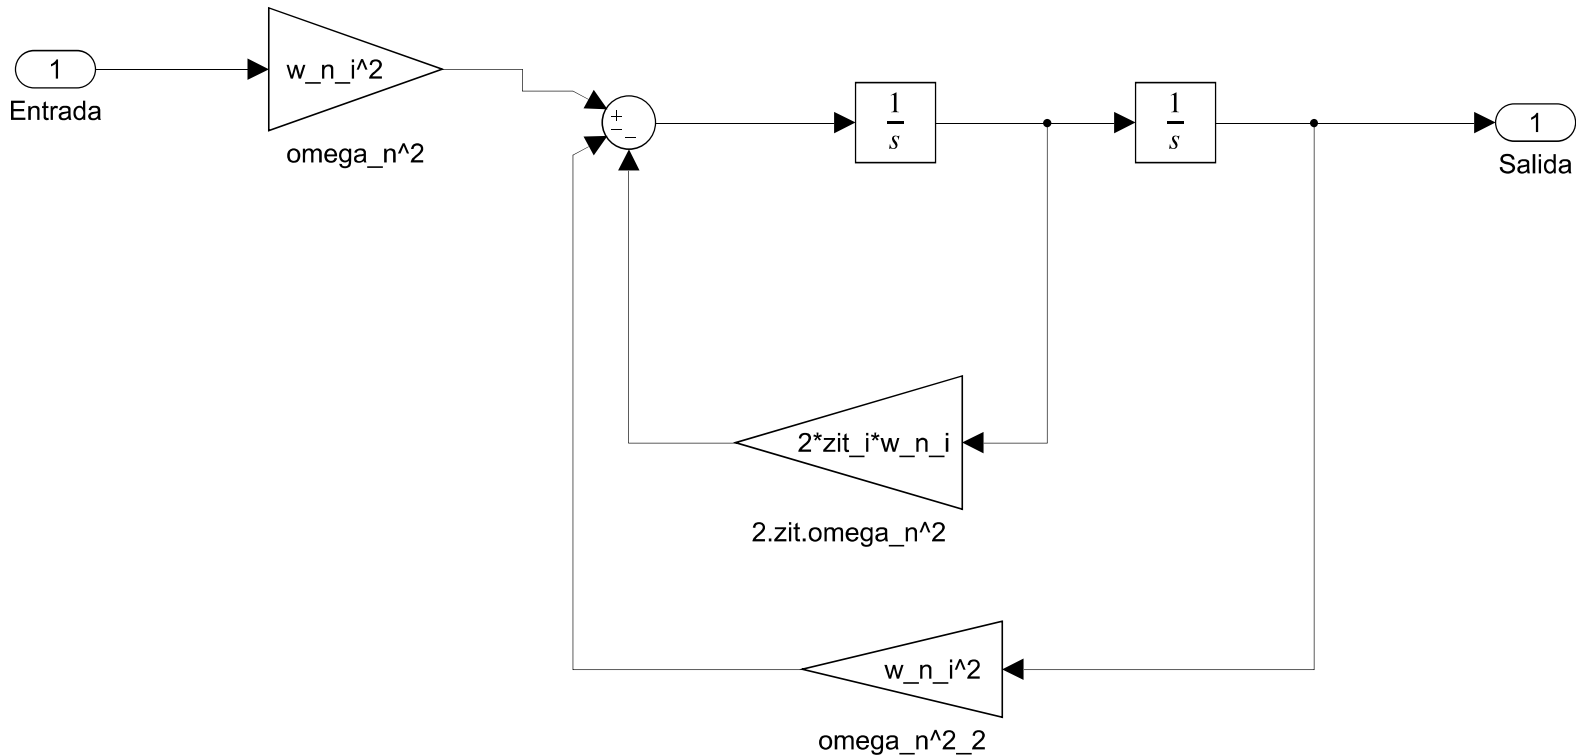 1
Entrada
w_n_i^2
omega_n^2
+
−
−
1
s
1
s
1
Salida
2*zit_i*w_n_i
2.zit.omega_n^2
w_n_i^2
omega_n^2_2